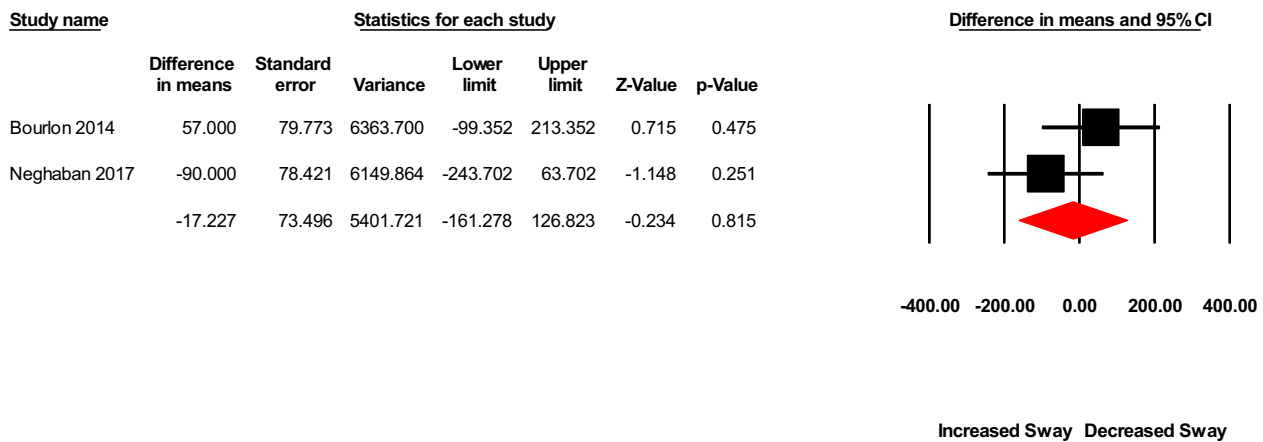 Study name Statistics for each study Difference in means and 95% CI
Difference Standard Lower Upper
in means error Variance limit limit Z-Value p-Value
Bourlon 2014 57.000 79.773 6363.700 -99.352 213.352 0.715 0.475
Neghaban 2017 -90.000 78.421 6149.864 -243.702 63.702 -1.148 0.251
-17.227 73.496 5401.721 -161.278 126.823 -0.234 0.815
-400.00 -200.00 0.00 200.00 400.00
Increased Sway Decreased Sway